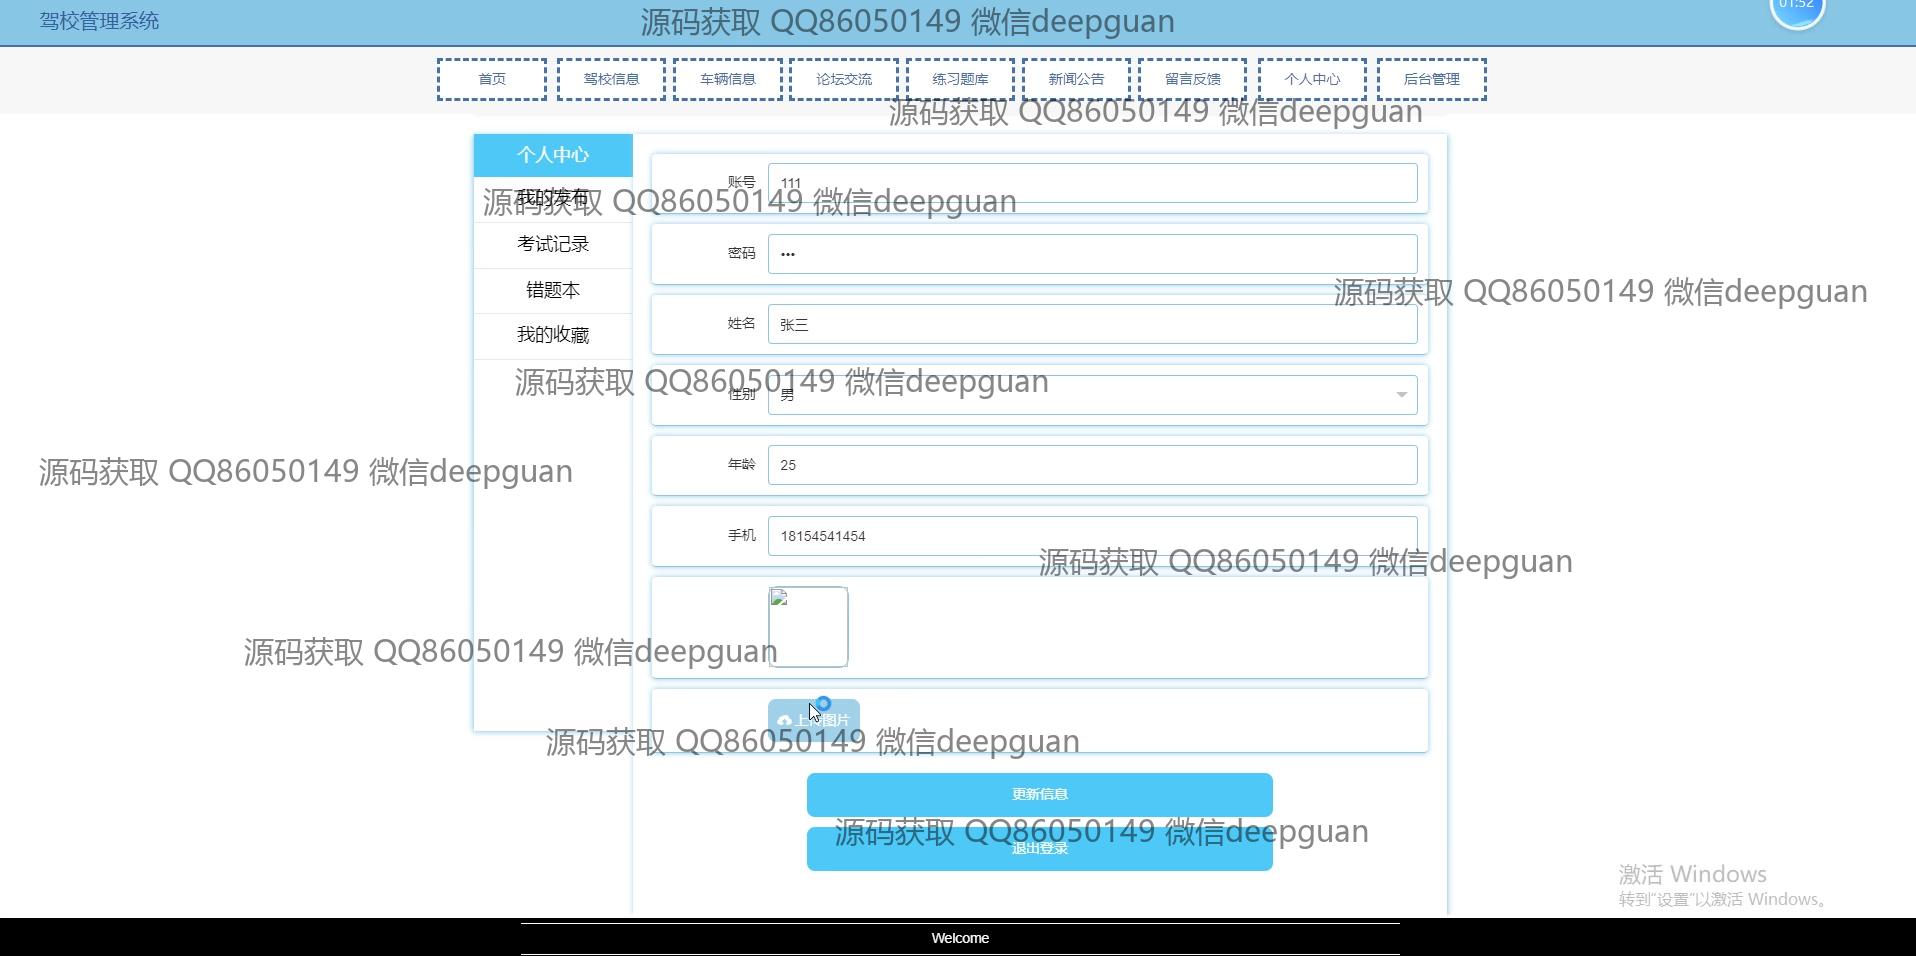 驾校管理系统
源码获取 QQ86050149 微信deepguan
01:52
首页
驾校信息
车辆信息
论坛交流
练习题库
新闻公告
留言反馈
个人中心
后台管理
源码获取 QQ86050149 微信deepguan
个人中心
账号
111
我的发布
源码获取 QQ86050149 微信deepguan
考试记录
密码
•••
错题本
源码获取 QQ86050149 微信deepguan
姓名
张三
我的收藏
源码获取 QQ86050149 微信deepguan
性别
男
年龄
25
源码获取 QQ86050149 微信deepguan
手机
18154541454
源码获取 QQ86050149 微信deepguan
源码获取 QQ86050149 微信deepguan
上传图片
源码获取 QQ86050149 微信deepguan
更新信息
源码获取 QQ86050149 微信deepguan
退出登录
激活 Windows
转到"设置"以激活 Windows。
Welcome